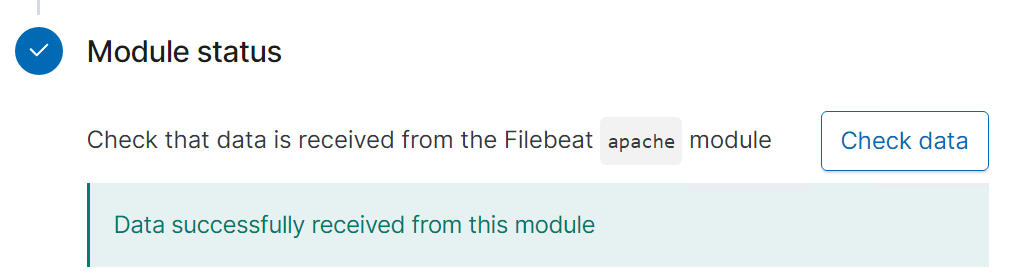 Module status
Check that data is received from the Filebeat apache module
Check data
Data successfully received from this module